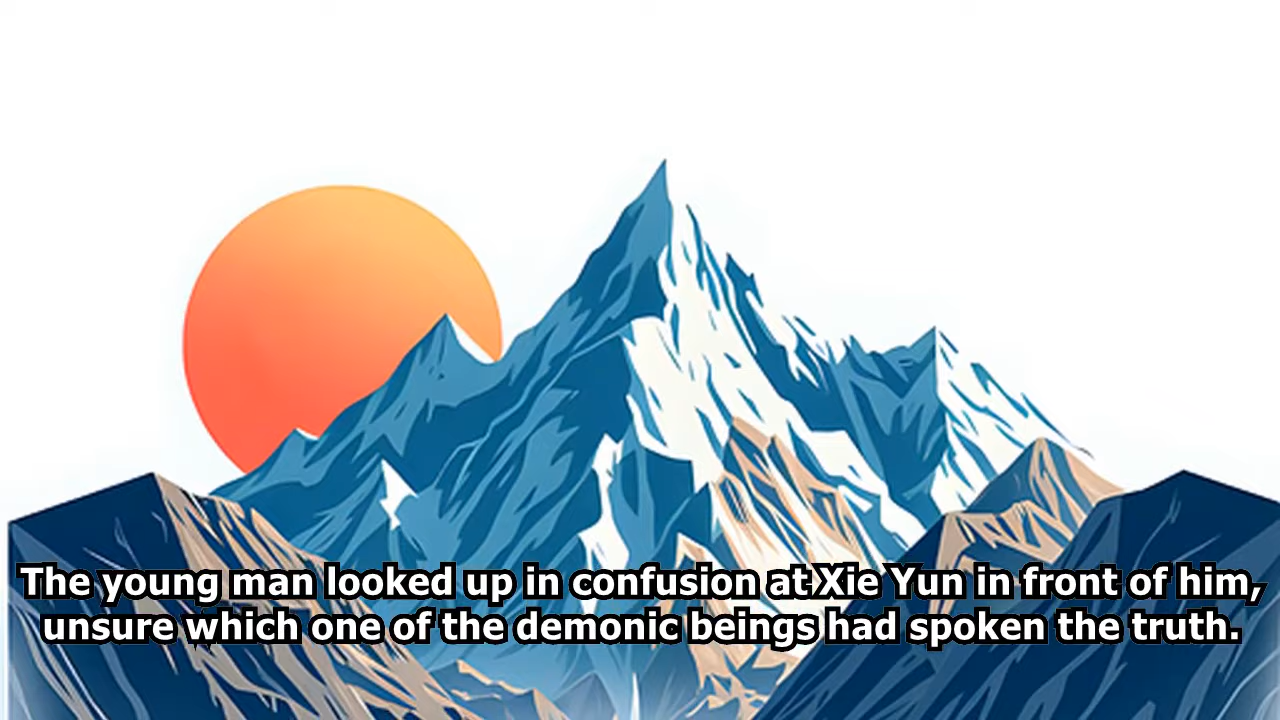 The young man looked up in confusion at Xie Yun in front of him,
unsure which one of the demonic beings had spoken the truth.